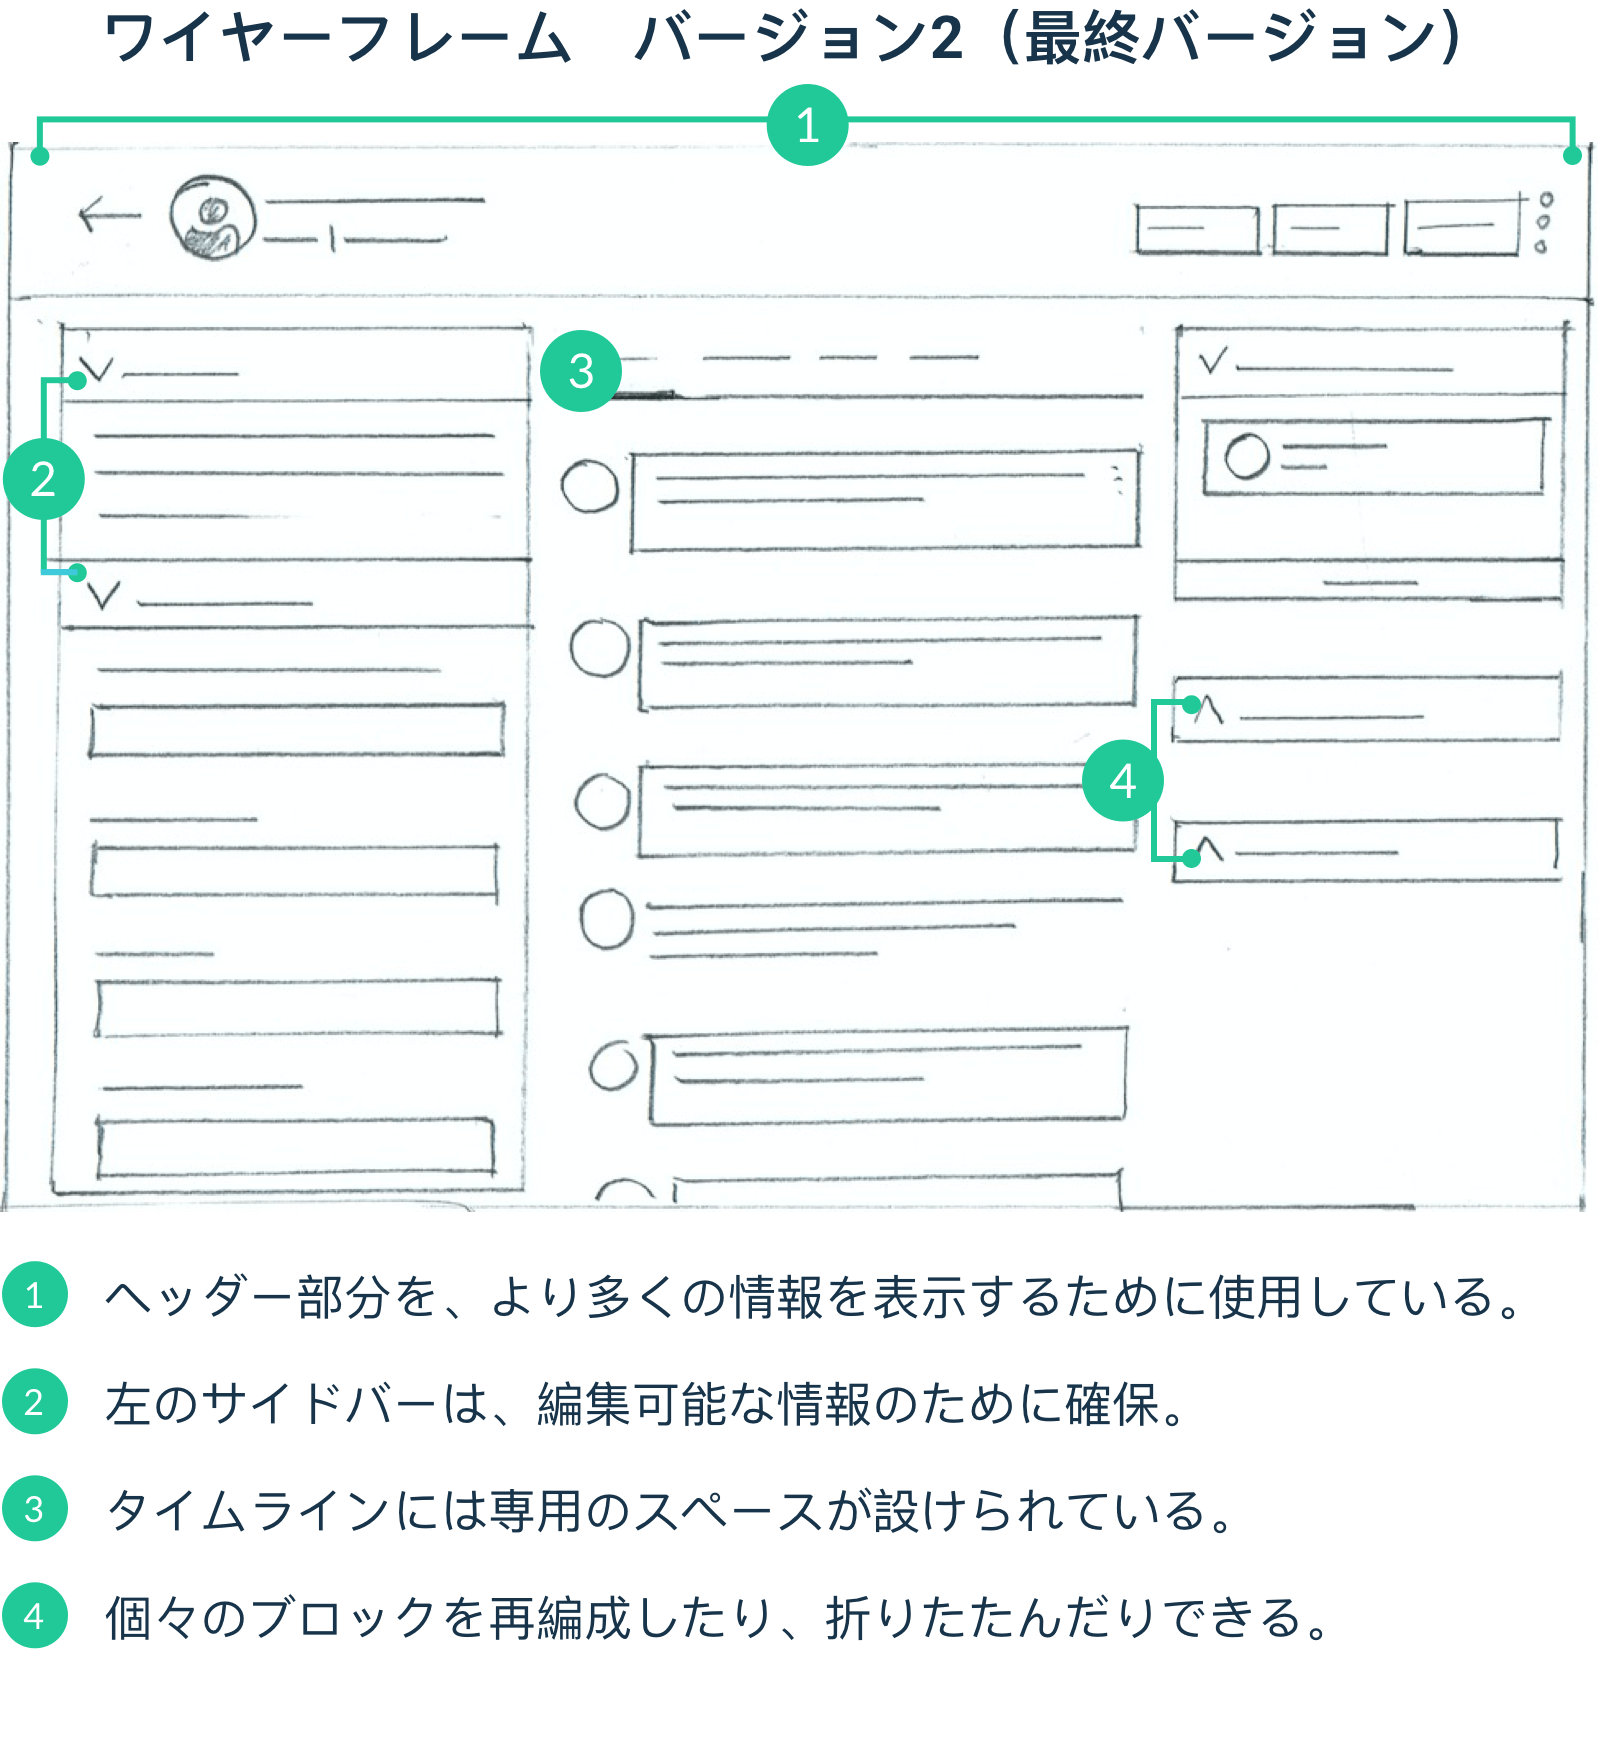 ワイヤーフレーム　バージョン2（最終バージョン）
1
3
2
4
1 ヘッダー部分を、より多くの情報を表示するために使用している。
2 左のサイドバーは、編集可能な情報のために確保。
3 タイムラインには専用のスペースが設けられている。
4 個々のブロックを再編成したり、折りたたんだりできる。